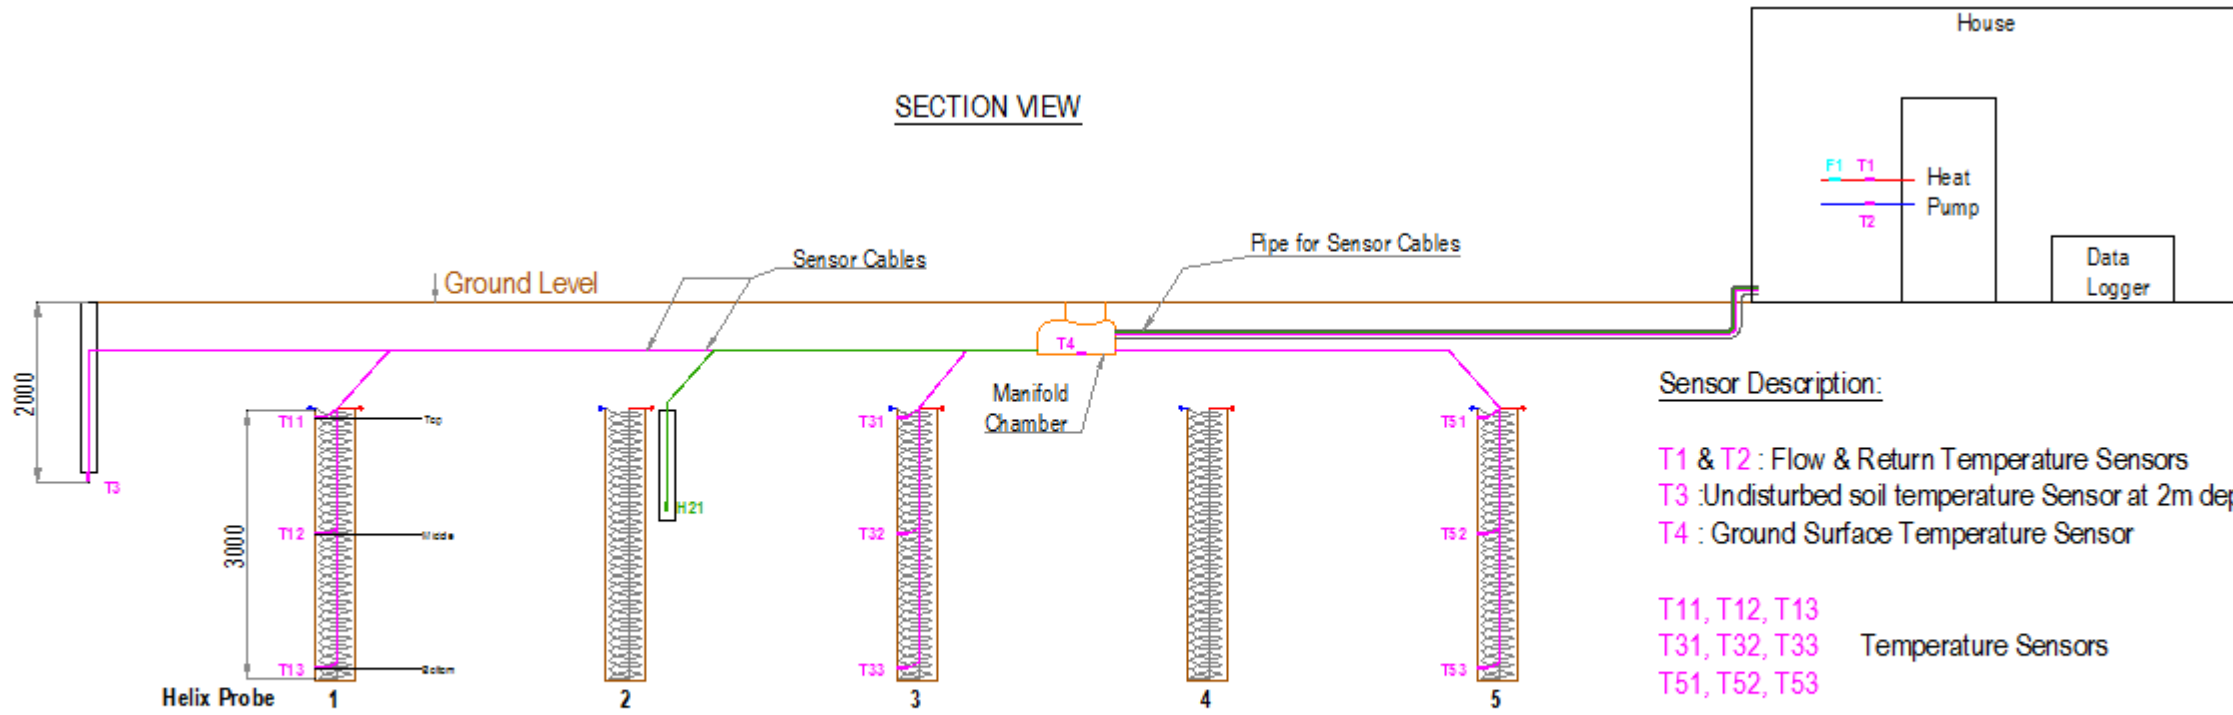 House
SECTION VIEW
F1 T1
Heat
Pump
T2
Pipe for Sensor Cables
Sensor Cables
Ground Level
Data
Logger
2000
T4
Manifold
Chamber
Sensor Description:
T11
Top
T31
T51
T1 & T2 : Flow & Return Temperature Sensors
T3
T3 :Undisturbed soil temperature Sensor at 2m dep
H21
3000
T12
Middle
T32
T52
T4 : Ground Surface Temperature Sensor
T11, T12, T13
T31, T32, T33 Temperature Sensors
T51, T52, T53
T13
Bottom
T33
T53
Helix Probe 1 2 3 4 5